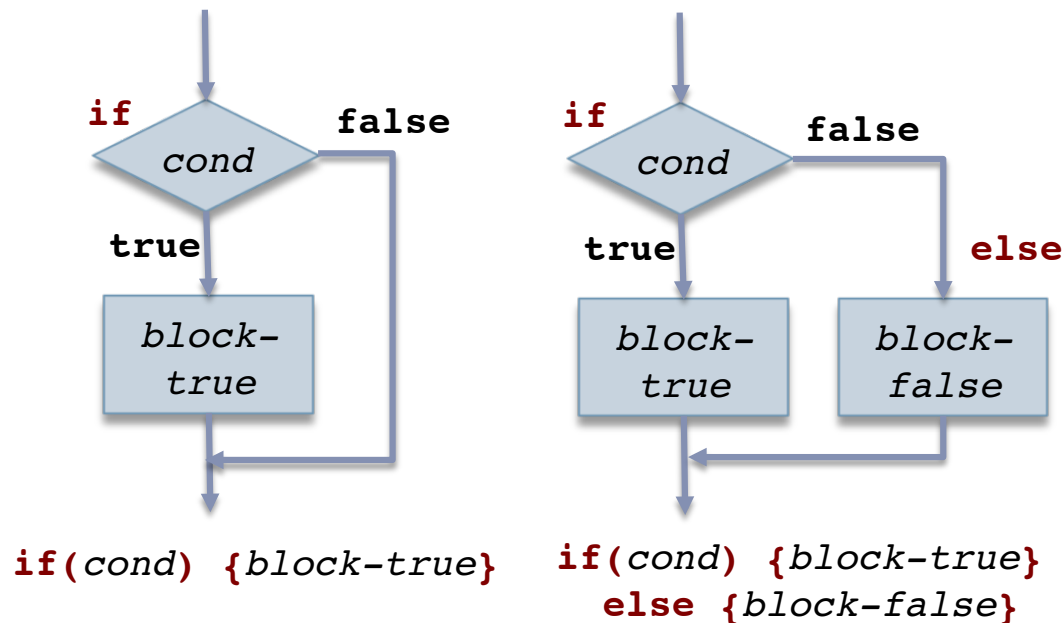 if
false
cond
true
block-
true
if(cond) {block-true}
if
false
cond
true
else
block-
true
block-
false
if(cond) {block-true}
else {block-false}